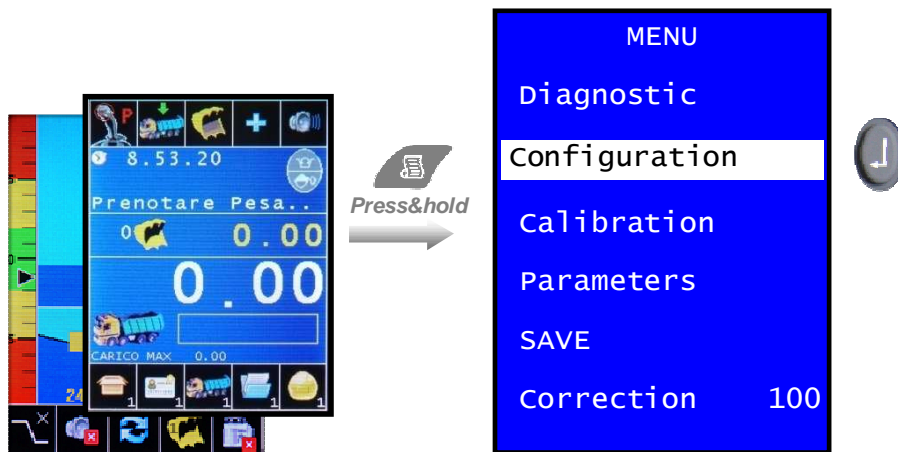 P
8.53.20
Prenotare Pesa..
0 0.00
0.00
CARICO MAX 0.00
1 1 1 1 1
24
Press&hold
MENU
Diagnostic
Configuration
Calibration
Parameters
SAVE
Correction 100